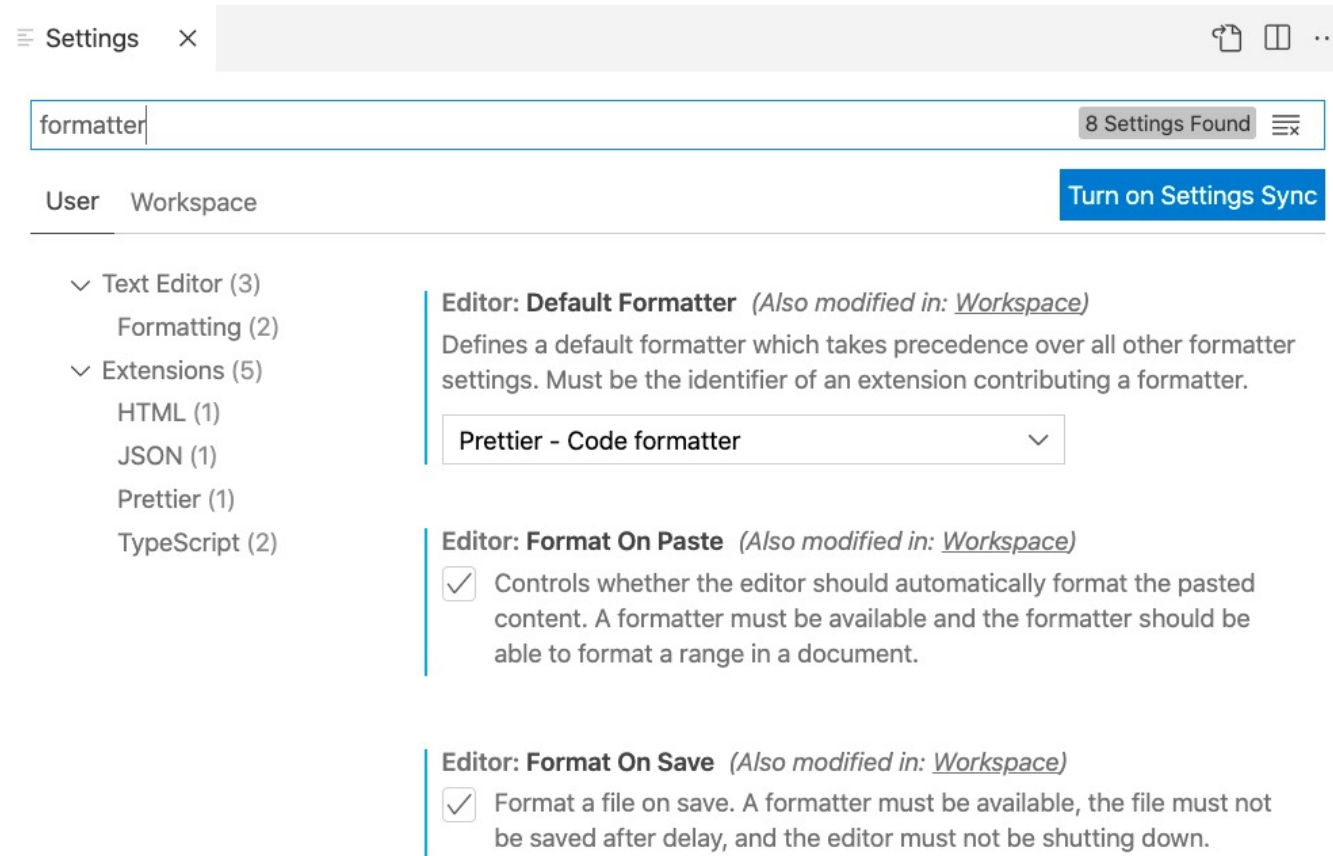 Settings
formatter
8 Settings Found
User Workspace
Turn on Settings Sync
Text Editor (3)
Formatting (2)
Extensions (5)
HTML (1)
JSON (1)
Prettier (1)
TypeScript (2)
Editor: Default Formatter (Also modified in: Workspace)
Defines a default formatter which takes precedence over all other formatter
settings. Must be the identifier of an extension contributing a formatter.
Prettier - Code formatter
Editor: Format On Paste (Also modified in: Workspace)
Controls whether the editor should automatically format the pasted
content. A formatter must be available and the formatter should be
able to format a range in a document.
Editor: Format On Save (Also modified in: Workspace)
Format a file on save. A formatter must be available, the file must not
be saved after delay, and the editor must not be shutting down.